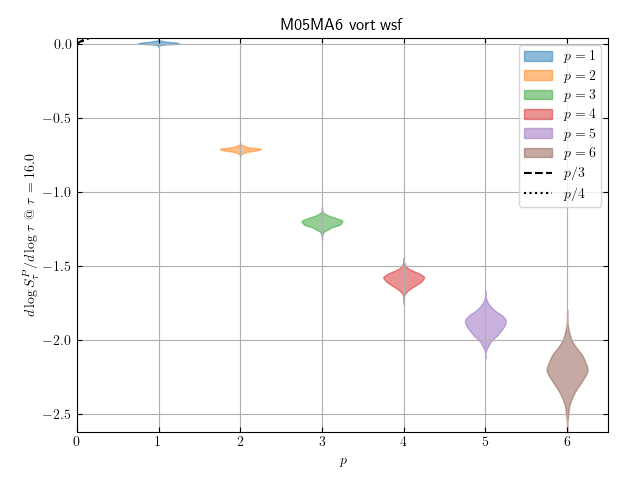 M05MA6 vort wsf
0.0
−0.5
−1.0
−1.5
−2.0
−2.5
d log S_τ^P / d log τ @ τ = 16.0
p = 1
p = 2
p = 3
p = 4
p = 5
p = 6
p/3
p/4
0 1 2 3 4 5 6
p